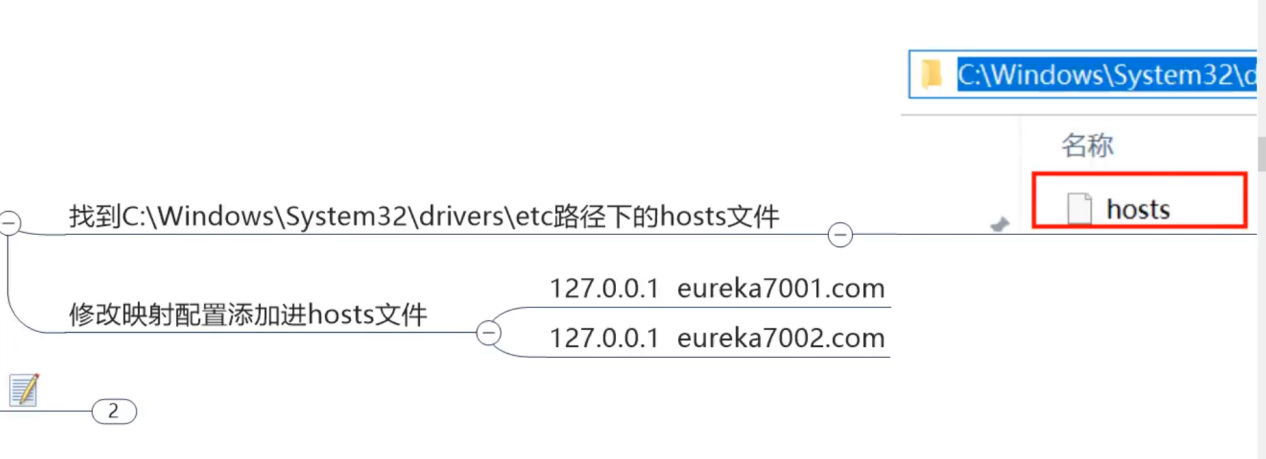 C:\Windows\System32\d
名称
hosts
找到C:\Windows\System32\drivers\etc路径下的hosts文件
修改映射配置添加进hosts文件
127.0.0.1 eureka7001.com
127.0.0.1 eureka7002.com
2